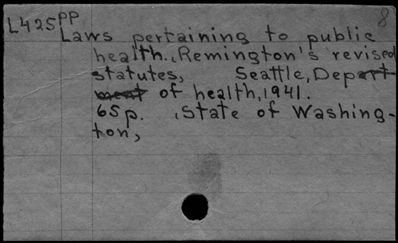 8
L425PP
Laws pertaining to public
health., Remington's revised
statutes, Seattle, Depart-
ment of health, 1941.
65p. , State of Washing-
ton,